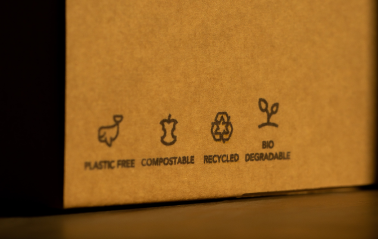 PLASTIC FREE COMPOSTABLE RECYCLED BIO
DEGRADABLE